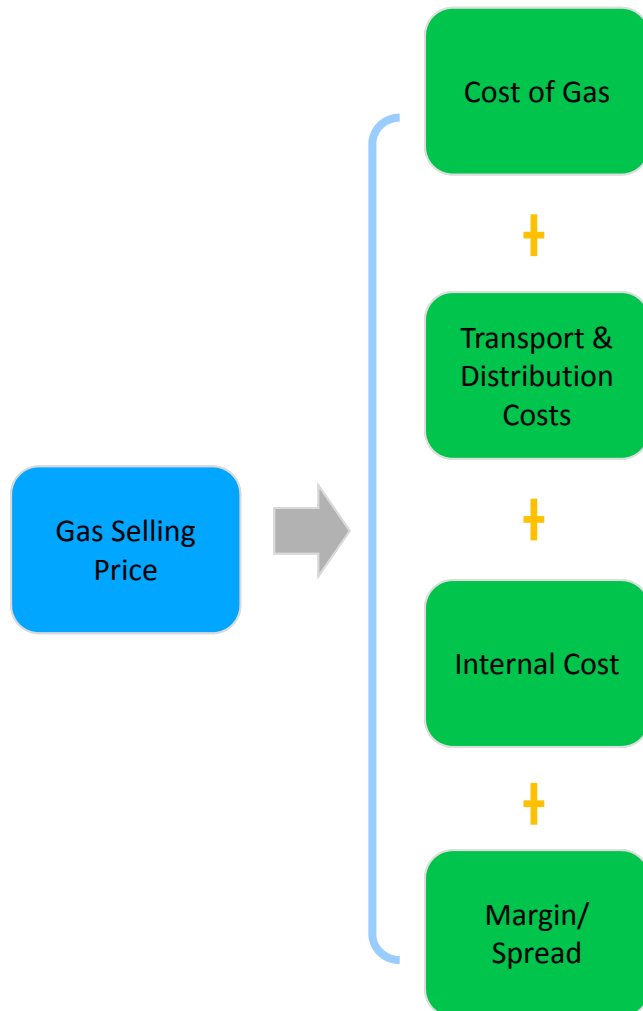 Cost of Gas
+
Transport &
Distribution
Costs
+
Gas Selling
Price
Internal Cost
+
Margin/
Spread